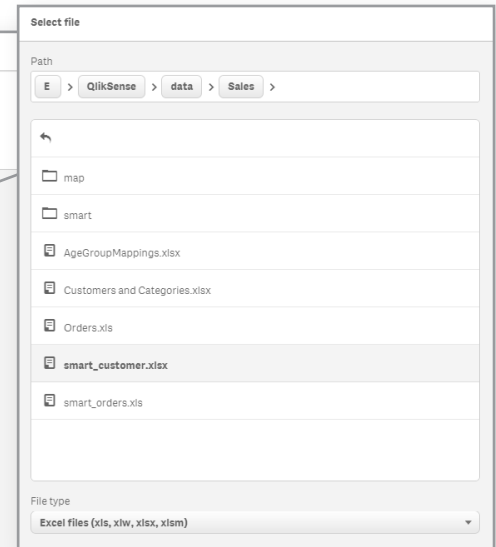 Select file
Path
E > QlikSense > data > Sales >
map
smart
AgeGroupMappings.xlsx
Customers and Categories.xlsx
Orders.xls
smart_customer.xlsx
smart_orders.xls
File type
Excel files (xls, xlw, xlsx, xlsm)